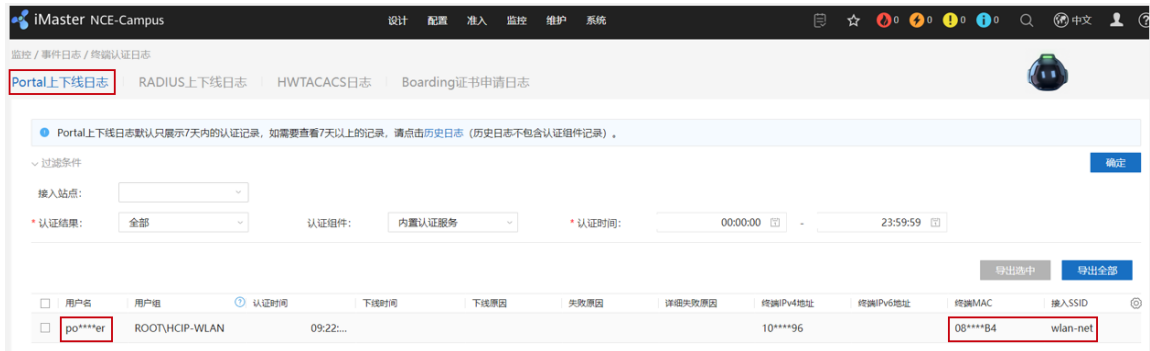 iMaster NCE-Campus 设计 配置 准入 监控 维护 系统 0 0 0 0 中文
监控 / 事件日志 / 终端认证日志
Portal上下线日志 RADIUS上下线日志 HWTACACS日志 Boarding证书申请日志
Portal上下线日志默认只展示7天内的认证记录，如需要查看7天以上的记录，请点击历史日志（历史日志不包含认证组件记录）。
过滤条件 确定
接入站点：
* 认证结果： 全部 认证组件： 内置认证服务 * 认证时间： 00:00:00 - 23:59:59
导出选中 导出全部
用户名 用户组 认证时间 下线时间 下线原因 失败原因 详细失败原因 终端IPv4地址 终端IPv6地址 终端MAC 接入SSID
po****er ROOT\HCIP-WLAN 09:22:... 10****96 08****B4 wlan-net